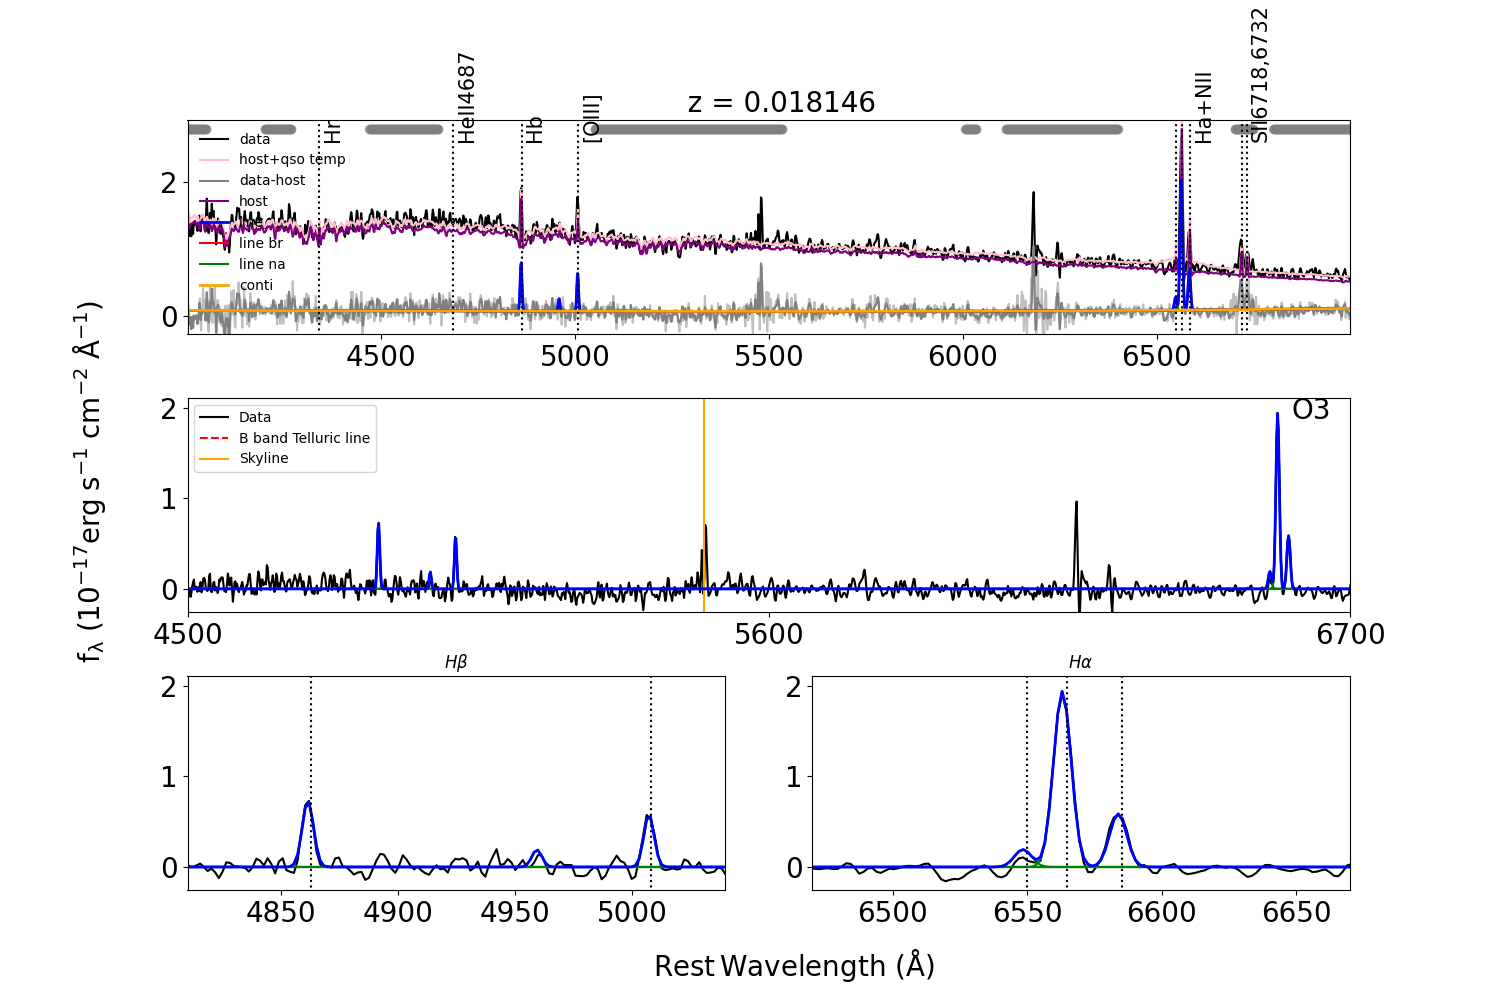 z = 0.018146
Hr
HeII4687
Hb
[OIII]
Ha+NII
SII6718,6732
data
host+qso temp
data-host
host
line br
line na
conti
2
0
4500 5000 5500 6000 6500
Data
B band Telluric line
Skyline
O3
2
1
0
4500 5600 6700
fλ (10⁻¹⁷erg s⁻¹ cm⁻² Å⁻¹)
Hβ
2
1
0
4850 4900 4950 5000
Hα
2
1
0
6500 6550 6600 6650
Rest Wavelength (Å)